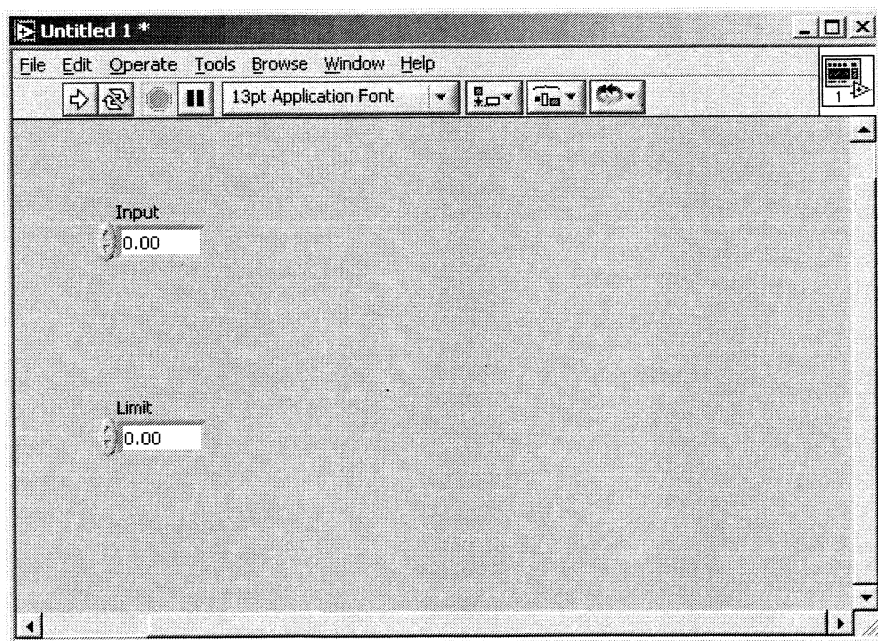 Untitled 1 *
File Edit Operate Tools Browse Window Help
13pt Application Font
1
Input
0.00
Limit
0.00